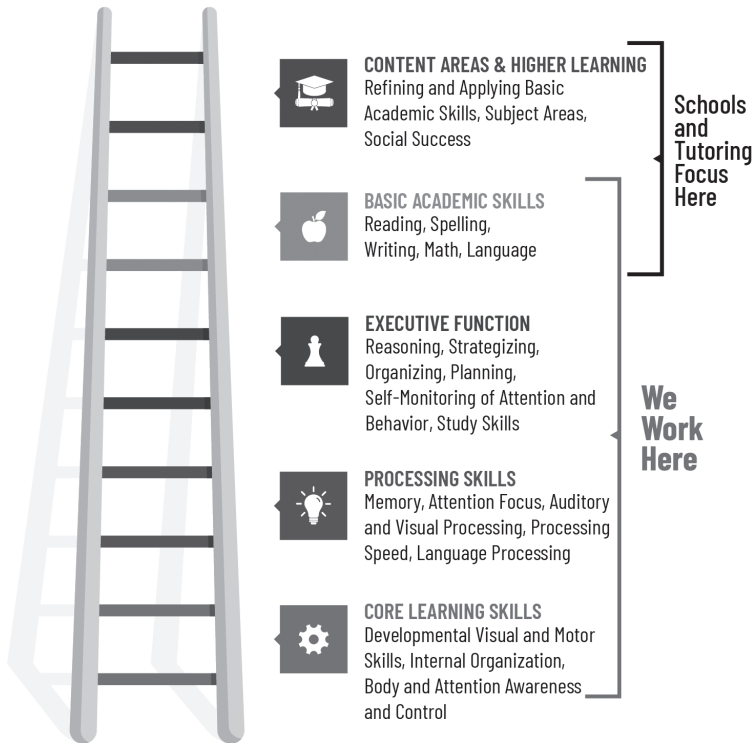 CONTENT AREAS & HIGHER LEARNING
Refining and Applying Basic
Academic Skills, Subject Areas,
Social Success
Schools
and
Tutoring
Focus
Here
BASIC ACADEMIC SKILLS
Reading, Spelling,
Writing, Math, Language
EXECUTIVE FUNCTION
Reasoning, Strategizing,
Organizing, Planning,
Self-Monitoring of Attention and
Behavior, Study Skills
We
Work
Here
PROCESSING SKILLS
Memory, Attention Focus, Auditory
and Visual Processing, Processing
Speed, Language Processing
CORE LEARNING SKILLS
Developmental Visual and Motor
Skills, Internal Organization,
Body and Attention Awareness
and Control